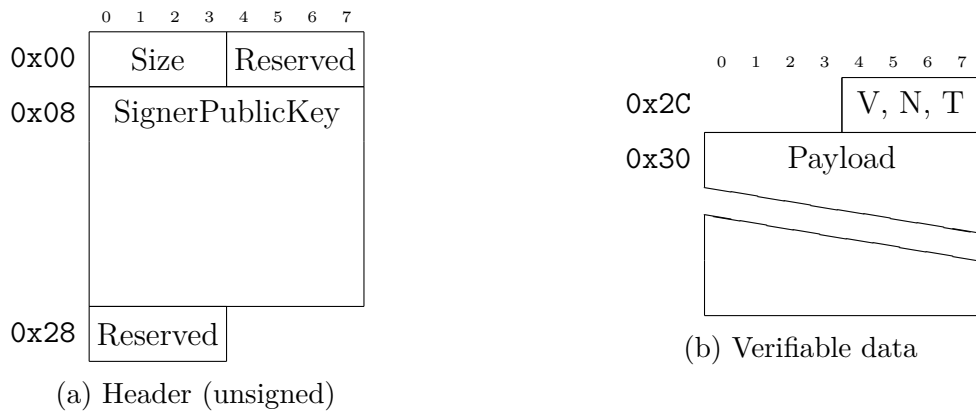 0 1 2 3 4 5 6 7
0x00 Size Reserved
0x08 SignerPublicKey
0x28 Reserved
(a) Header (unsigned)
0 1 2 3 4 5 6 7
0x2C V, N, T
0x30 Payload
(b) Verifiable data